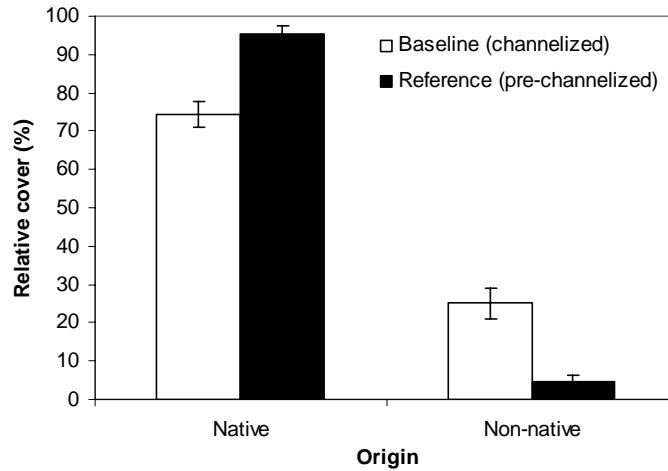 100
90
80
70
60
50
40
30
20
10
0
Relative cover (%)
Baseline (channelized)
Reference (pre-channelized)
Native
Non-native
Origin